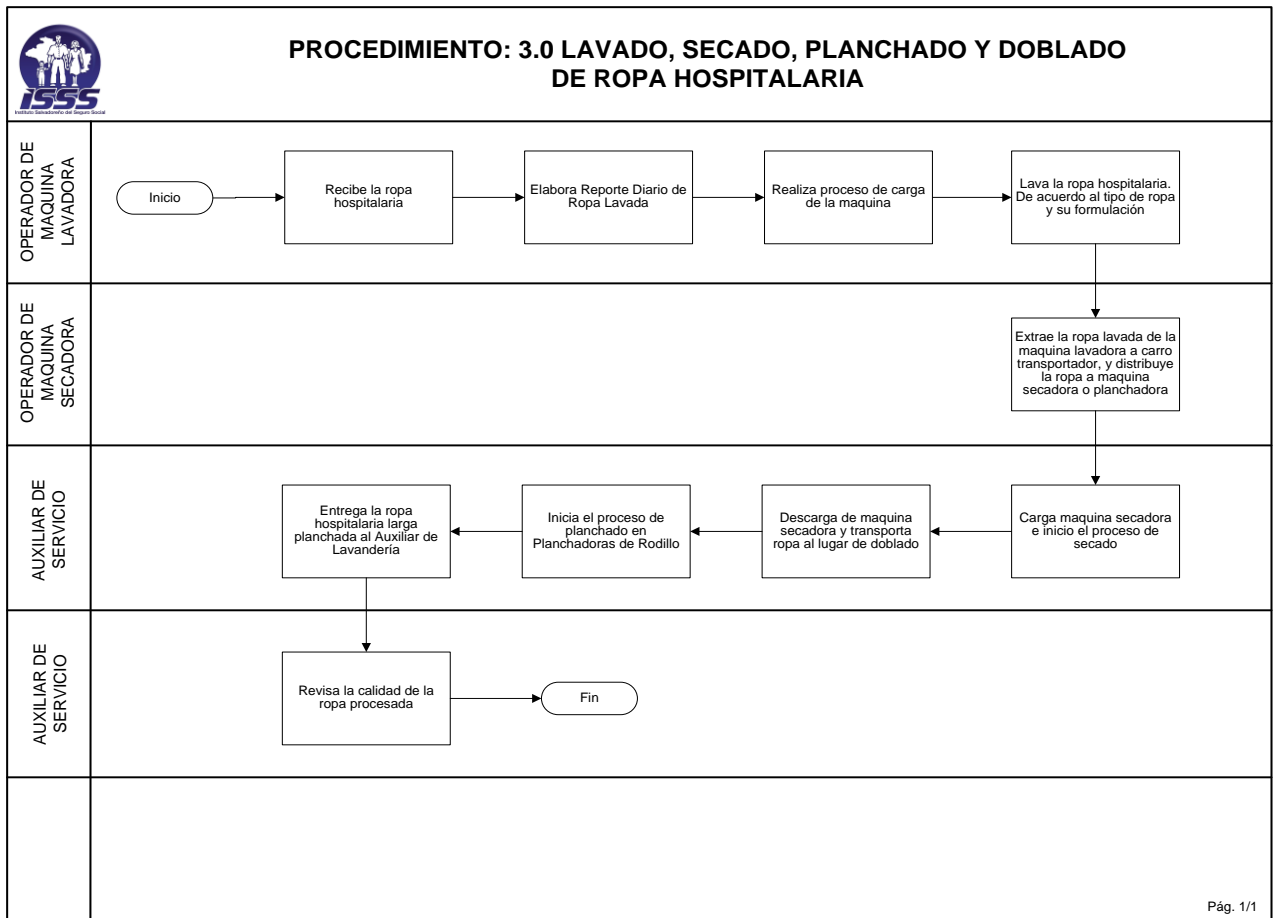 PROCEDIMIENTO: 3.0 LAVADO, SECADO, PLANCHADO Y DOBLADO
DE ROPA HOSPITALARIA
ISSS
Instituto Salvadoreño del Seguro Social
OPERADOR DE
MAQUINA
LAVADORA
Inicio
Recibe la ropa
hospitalaria
Elabora Reporte Diario de
Ropa Lavada
Realiza proceso de carga
de la maquina
Lava la ropa hospitalaria.
De acuerdo al tipo de ropa
y su formulación
OPERADOR DE
MAQUINA
SECADORA
Extrae la ropa lavada de la
maquina lavadora a carro
transportador, y distribuye
la ropa a maquina
secadora o planchadora
AUXILIAR DE
SERVICIO
Entrega la ropa
hospitalaria larga
planchada al Auxiliar de
Lavandería
Inicia el proceso de
planchado en
Planchadoras de Rodillo
Descarga de maquina
secadora y transporta
ropa al lugar de doblado
Carga maquina secadora
e inicio el proceso de
secado
AUXILIAR DE
SERVICIO
Revisa la calidad de la
ropa procesada
Fin
Pág. 1/1